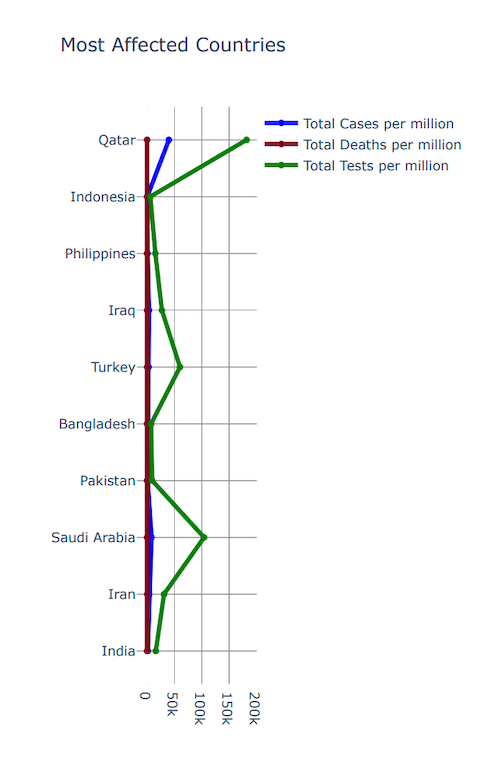 Most Affected Countries
Total Cases per million
Total Deaths per million
Total Tests per million
Qatar
Indonesia
Philippines
Iraq
Turkey
Bangladesh
Pakistan
Saudi Arabia
Iran
India
0
50k
100k
150k
200k